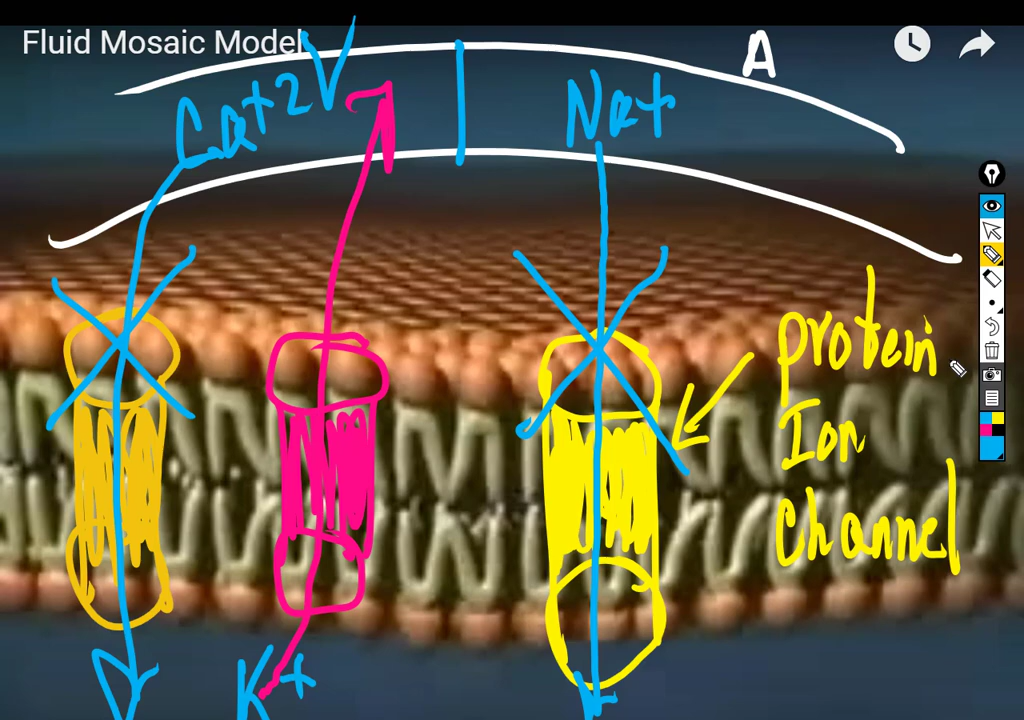 Fluid Mosaic Model
V
A
Ca+2
Na+
Protein
Ion
Channel
K+